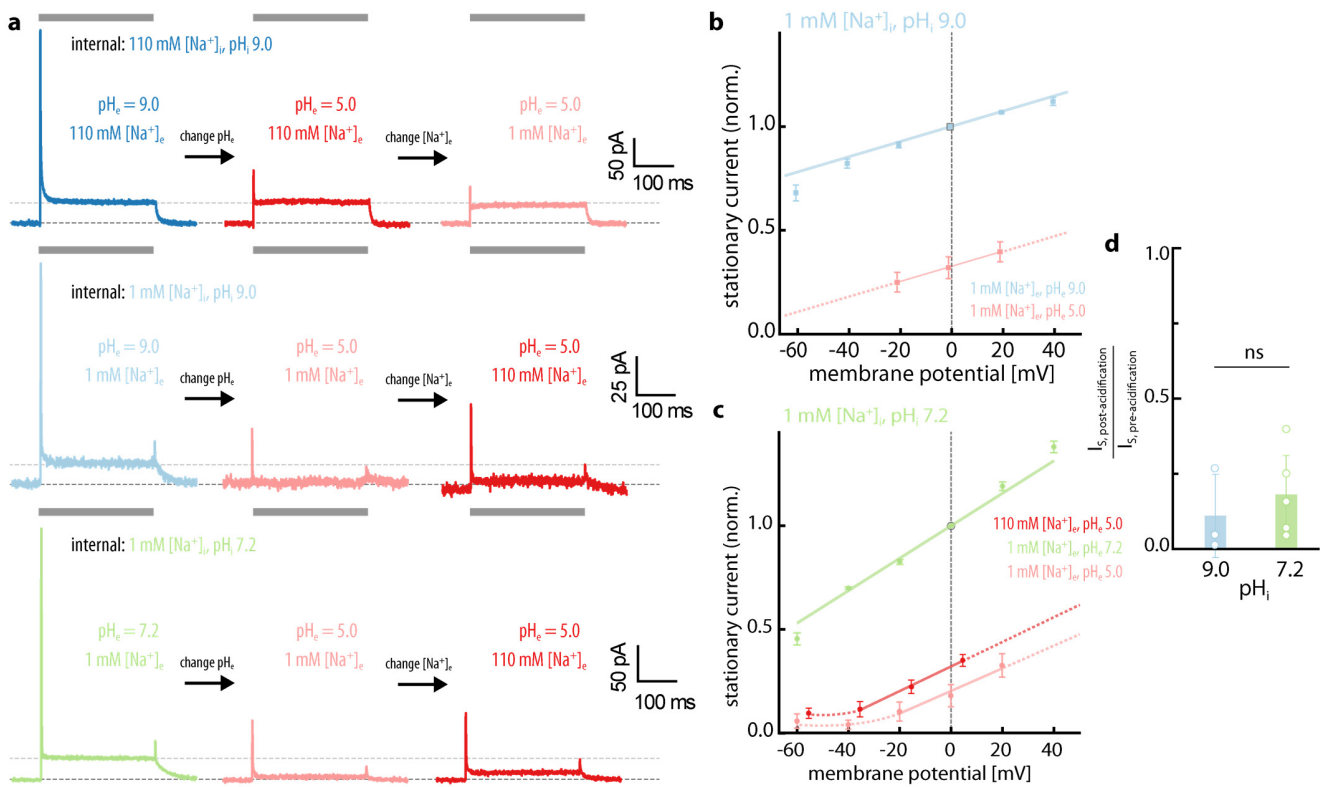 a
internal: 110 mM [Na⁺]ᵢ, pHᵢ 9.0
pHₑ = 9.0
110 mM [Na⁺]ₑ
change pHₑ
pHₑ = 5.0
110 mM [Na⁺]ₑ
change [Na⁺]ₑ
pHₑ = 5.0
1 mM [Na⁺]ₑ
50 pA
100 ms
internal: 1 mM [Na⁺]ᵢ, pHᵢ 9.0
pHₑ = 9.0
1 mM [Na⁺]ₑ
change pHₑ
pHₑ = 5.0
1 mM [Na⁺]ₑ
change [Na⁺]ₑ
pHₑ = 5.0
110 mM [Na⁺]ₑ
25 pA
100 ms
internal: 1 mM [Na⁺]ᵢ, pHᵢ 7.2
pHₑ = 7.2
1 mM [Na⁺]ₑ
change pHₑ
pHₑ = 5.0
1 mM [Na⁺]ₑ
change [Na⁺]ₑ
pHₑ = 5.0
110 mM [Na⁺]ₑ
50 pA
100 ms
b
1 mM [Na⁺]ᵢ, pHᵢ 9.0
stationary current (norm.)
1.0
0.5
0.0
1 mM [Na⁺]ₑ, pHₑ 9.0
1 mM [Na⁺]ₑ, pHₑ 5.0
-60 -40 -20 0 20 40
membrane potential [mV]
c
1 mM [Na⁺]ᵢ, pHᵢ 7.2
stationary current (norm.)
1.0
0.5
0.0
110 mM [Na⁺]ₑ, pHₑ 5.0
1 mM [Na⁺]ₑ, pHₑ 7.2
1 mM [Na⁺]ₑ, pHₑ 5.0
-60 -40 -20 0 20 40
membrane potential [mV]
d
I S, post-acidification
I S, pre-acidification
1.0
0.5
0.0
ns
9.0 7.2
pHᵢ